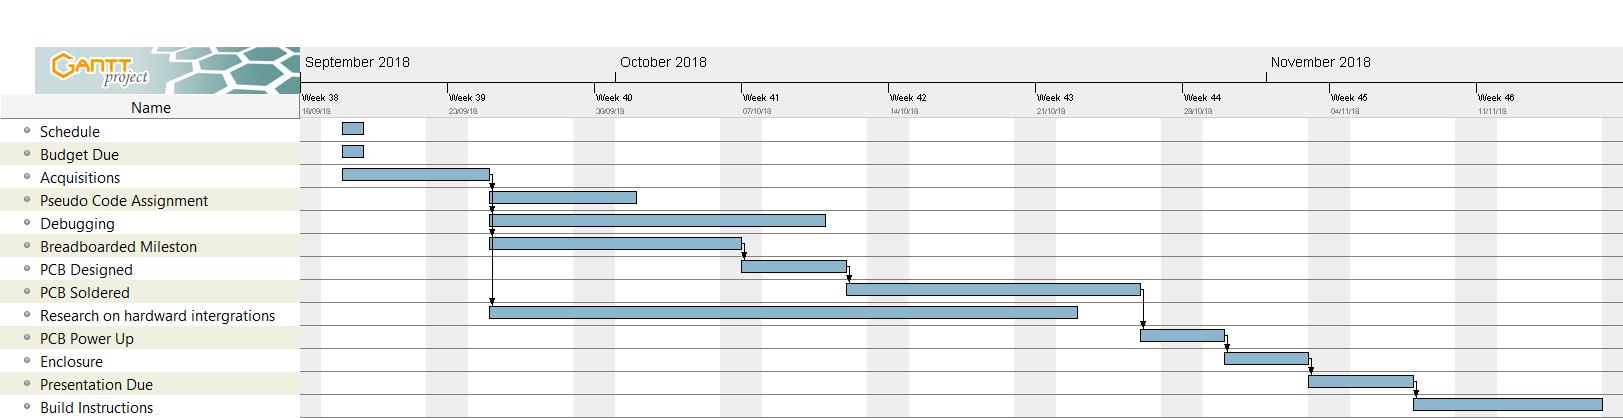 GANTT
project
September 2018
October 2018
November 2018
Name
Week 38
Week 39
Week 40
Week 41
Week 42
Week 43
Week 44
Week 45
Week 46
16/09/18
23/09/18
30/09/18
07/10/18
14/10/18
21/10/18
28/10/18
04/11/18
11/11/18
Schedule
Budget Due
Acquisitions
Pseudo Code Assignment
Debugging
Breadboarded Mileston
PCB Designed
PCB Soldered
Research on hardward intergrations
PCB Power Up
Enclosure
Presentation Due
Build Instructions